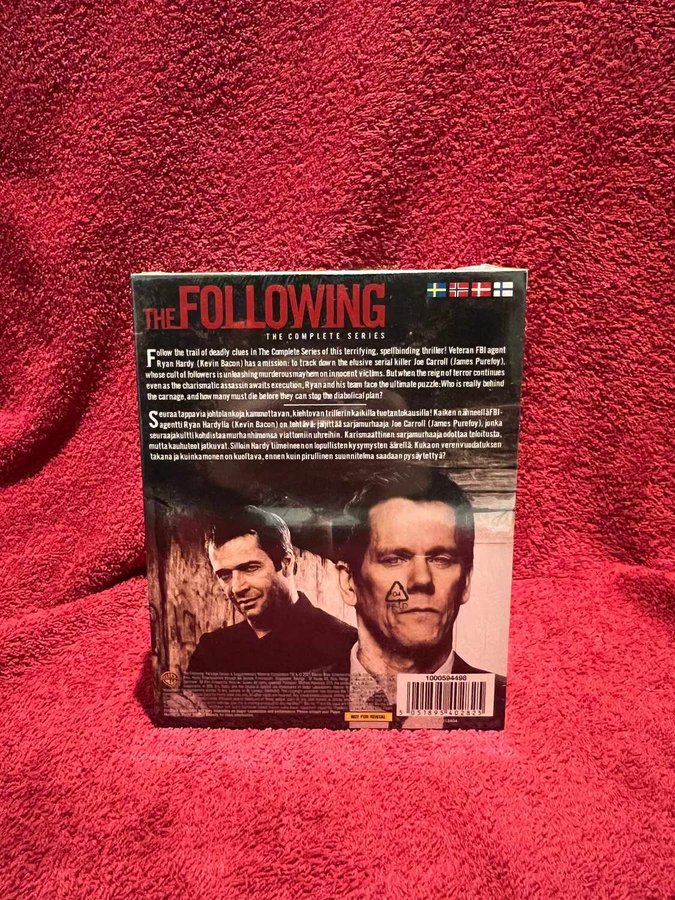 THE FOLLOWING
THE COMPLETE SERIES
Follow the trail of deadly clues in The Complete Series of this terrifying, spellbinding thriller! Veteran FBI agent
Ryan Hardy (Kevin Bacon) has a mission: to track down the elusive serial killer Joe Carroll (James Purefoy),
whose cult of followers is unleashing murderous mayhem on innocent victims. But when the reign of terror continues
even as the charismatic assassin awaits execution, Ryan and his team face the ultimate puzzle: Who is really behind
the carnage, and how many must die before they can stop the diabolical plan?
Seuraa tappavia johtolankoja kammottavan, kiehtovan trillerin kaikilla tuotantokausilla! Kaiken nähneellä FBI-
agentti Ryan Hardylla (Kevin Bacon) on tehtävä: jäljittää sarjamurhaaja Joe Carroll (James Purefoy), jonka
seuraajakultti kohdistaa murhanhimonsa viattomiin uhreihin. Karismaattinen sarjamurhaaja odottaa teloitusta,
mutta kauhuteot jatkuvat. Silloin Hardy tiimeineen on lopullisten kysymysten äärellä: Kuka on verenvuodatuksen
takana ja kuinka monen on kuoltava, ennen kuin pirullinen suunnitelma saadaan pysäytettyä?
1000594498
5 051895 402825
NOT FOR RENTAL